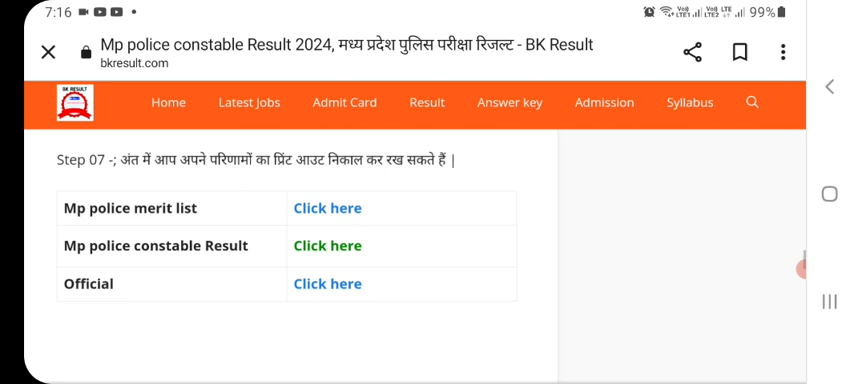 7:16 99%
Mp police constable Result 2024, मध्य प्रदेश पुलिस परीक्षा रिजल्ट - BK Result
bkresult.com
BK RESULT
Home Latest Jobs Admit Card Result Answer key Admission Syllabus
Step 07 -; अंत में आप अपने परिणामों का प्रिंट आउट निकाल कर रख सकते हैं |
Mp police merit list Click here
Mp police constable Result Click here
Official Click here